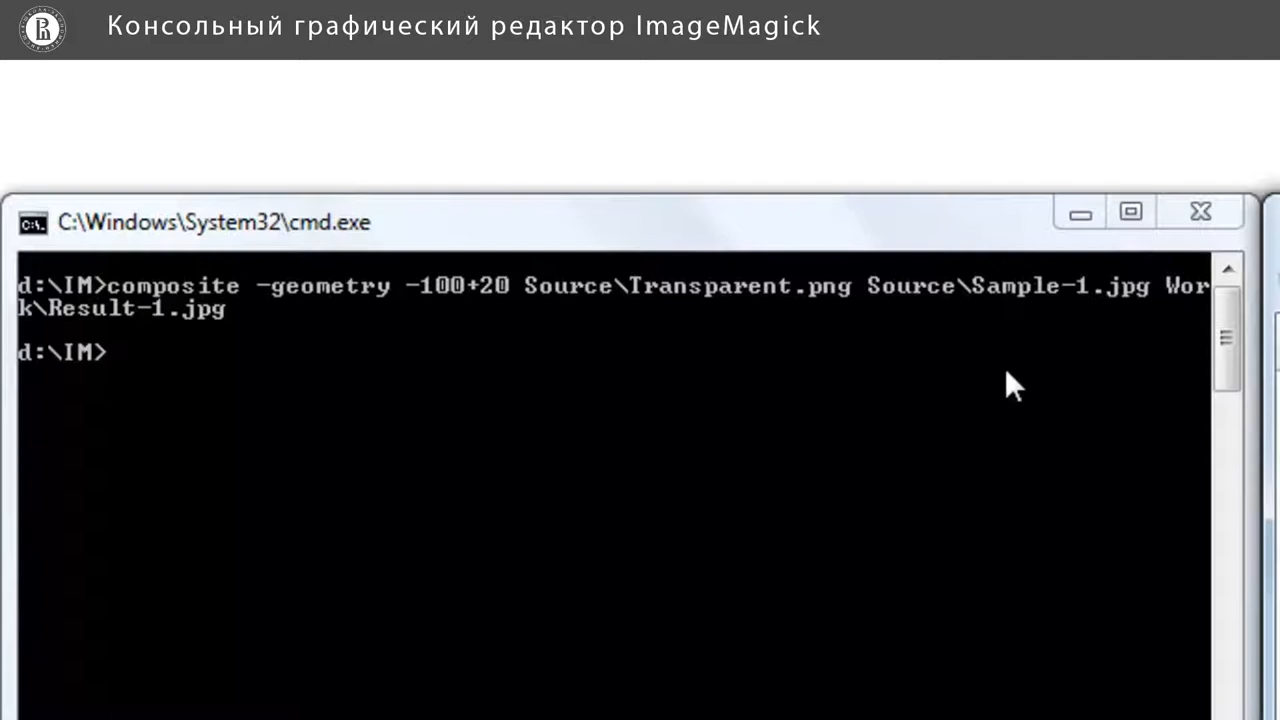 Консольный графический редактор ImageMagick
C:\Windows\System32\cmd.exe
d:\IM>composite -geometry -100+20 Source\Transparent.png Source\Sample-1.jpg Wor
k\Result-1.jpg
d:\IM>